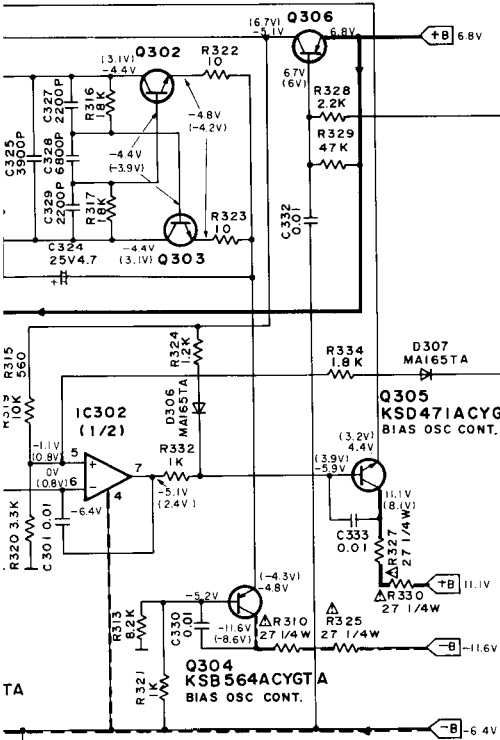 Q306
(6.7V)
-5.1V
6.8V
+B 6.8V
Q302
(3.1V)
-4.4V
R322
10
6.7V
(6V)
R328
2.2K
R329
47K
C327
2200P
R316
18K
C325
3900P
C328
6800P
C329
2200P
R317
18K
-4.8V
(-4.2V)
-4.4V
(-3.9V)
C332
0.01
R323
10
C324
25V4.7
-4.4V
(3.1V)
Q303
R315
560
R319
10K
R324
1.2K
D306
MA165TA
R334
1.8K
D307
MA165TA
IC302
(1/2)
Q305
KSD471ACYG
BIAS OSC CONT.
R332
1K
(3.2V)
4.4V
(3.9V)
-5.9V
-1.1V
(0.8V)
5
+
0V
(0.8V)
6
-
7
4
-5.1V
(2.4V)
-6.4V
R320 3.3K
C301 0.01
11.1V
(8.1V)
C333
0.01
R327
27 1/4W
R330
27 1/4W
+B 11.1V
(-4.3V)
-4.8V
-5.2V
R313
8.2K
C330
0.01
-11.6V
(-8.6V)
R310
27 1/4W
R325
27 1/4W
-B -11.6V
R321
1K
Q304
KSB564ACYGTA
BIAS OSC CONT.
TA
-B -6.4V